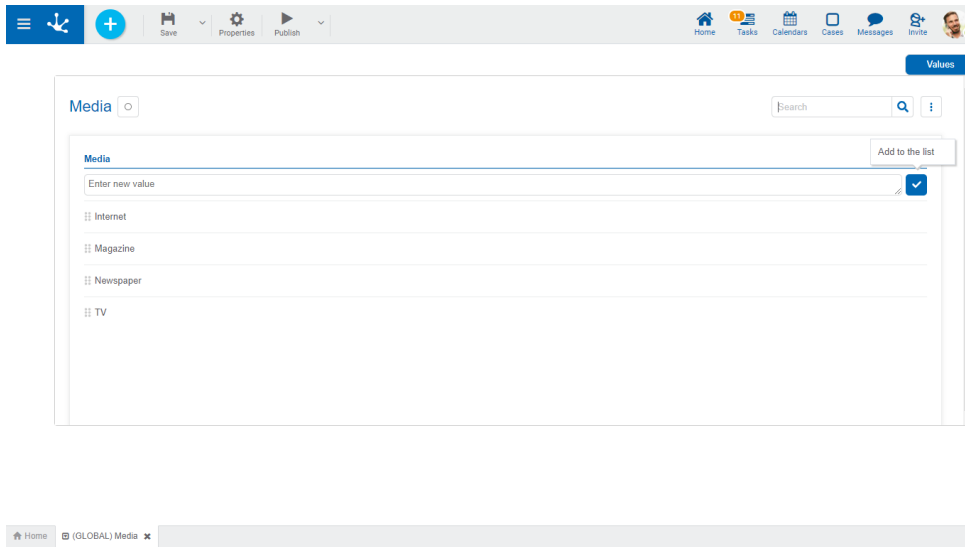 Save
Properties
Publish
Home
11
Tasks
Calendars
Cases
Messages
Invite
Values
Media
Search
Add to the list
Media
Enter new value
Internet
Magazine
Newspaper
TV
Home
(GLOBAL) Media